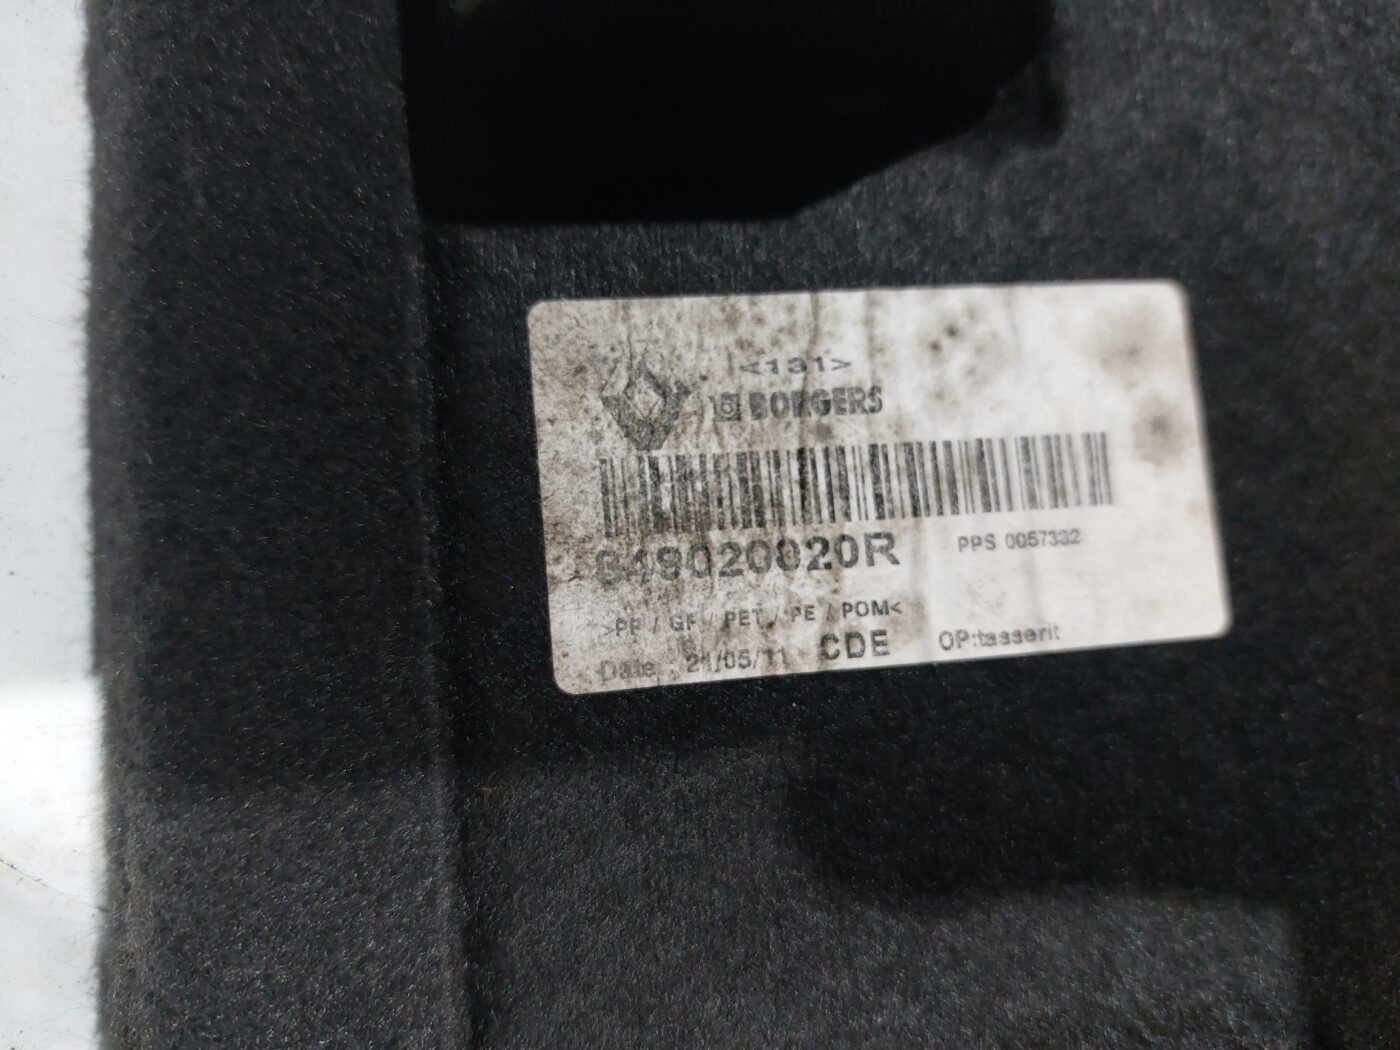 <131>
BORGERS
849020020R
PPS 0057332
>PP / GF / PET / PE / POM<
Date : 21/05/11 CDE OP:tasserit